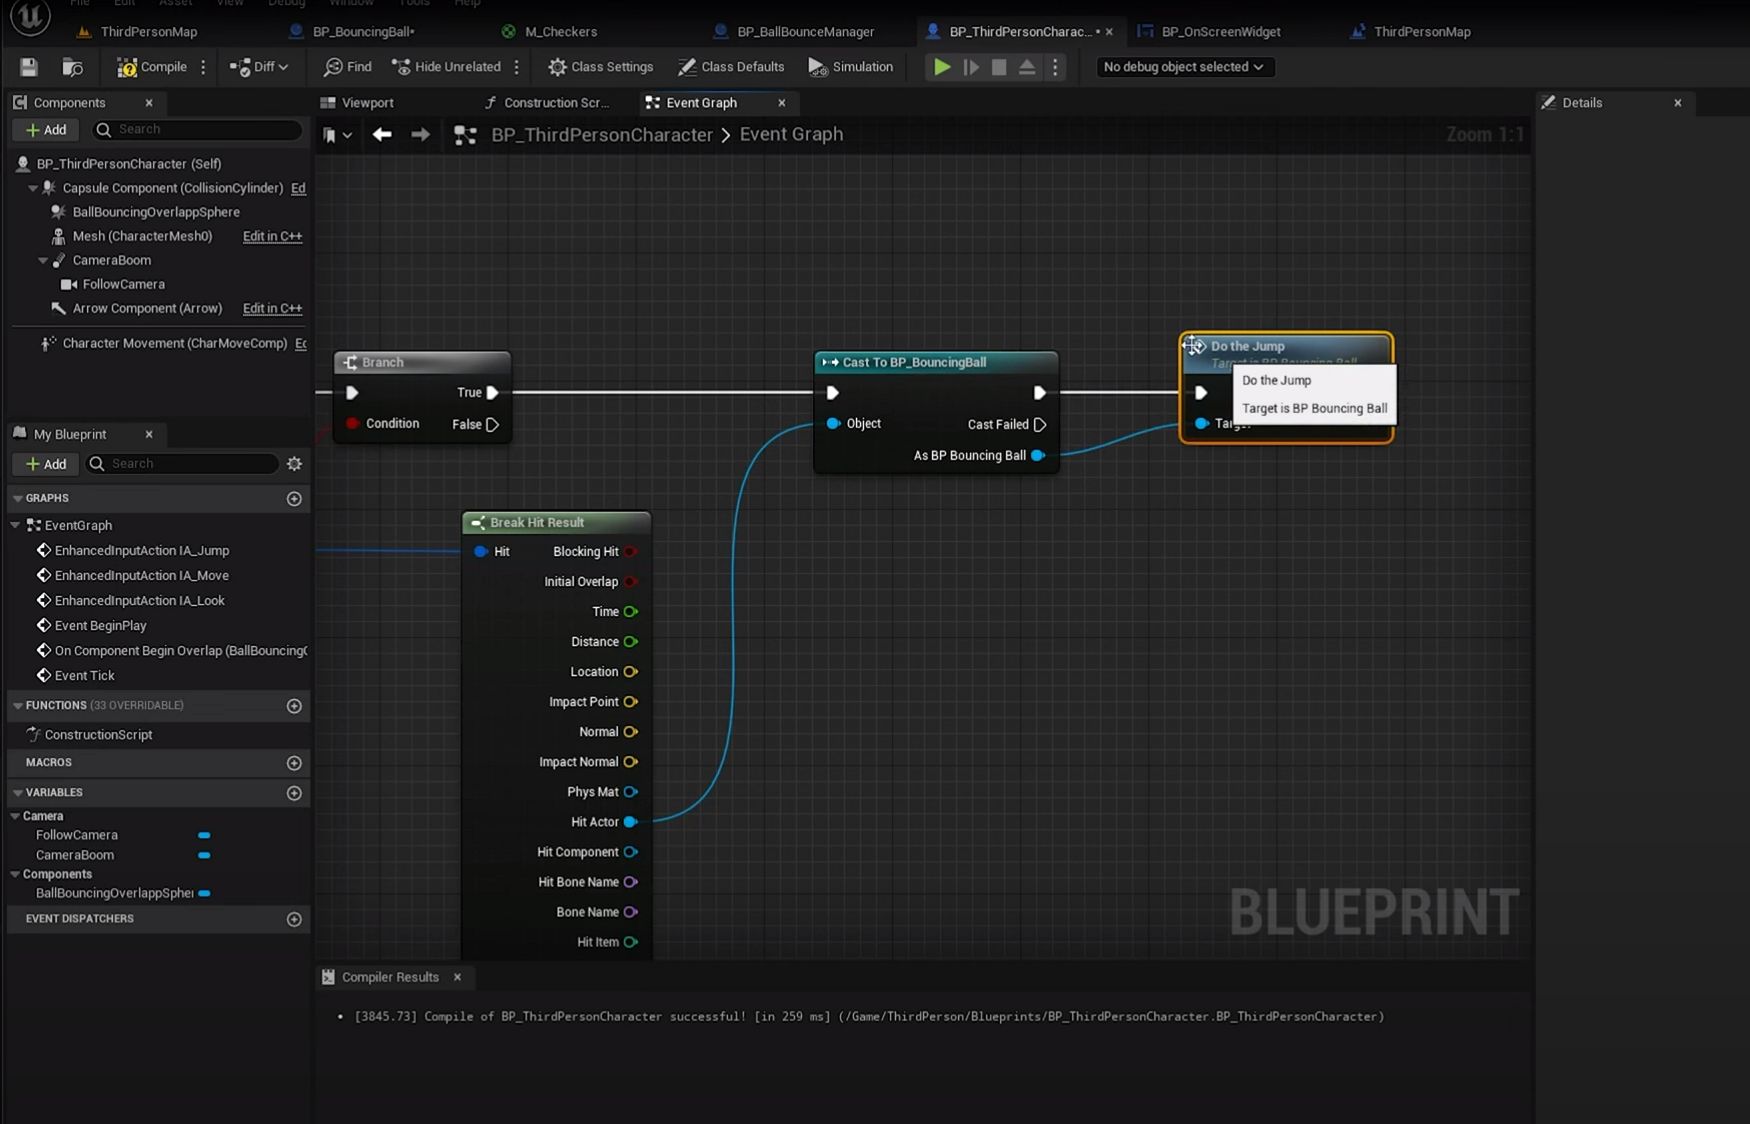 File Edit Asset View Debug Window Tools Help
ThirdPersonMap BP_BouncingBall• M_Checkers BP_BallBounceManager BP_ThirdPersonCharac... • BP_OnScreenWidget ThirdPersonMap
Compile Diff Find Hide Unrelated Class Settings Class Defaults Simulation No debug object selected
Components
Add Search
BP_ThirdPersonCharacter (Self)
Capsule Component (CollisionCylinder) Ed
BallBouncingOverlappSphere
Mesh (CharacterMesh0) Edit in C++
CameraBoom
FollowCamera
Arrow Component (Arrow) Edit in C++
Character Movement (CharMoveComp) Ec
My Blueprint
Add Search
GRAPHS
EventGraph
EnhancedInputAction IA_Jump
EnhancedInputAction IA_Move
EnhancedInputAction IA_Look
Event BeginPlay
On Component Begin Overlap (BallBouncing
Event Tick
FUNCTIONS (33 OVERRIDABLE)
ConstructionScript
MACROS
VARIABLES
Camera
FollowCamera
CameraBoom
Components
BallBouncingOverlappSpher
EVENT DISPATCHERS
Viewport Construction Scr... Event Graph
BP_ThirdPersonCharacter > Event Graph Zoom 1:1
Branch
True
Condition False
Cast To BP_BouncingBall
Object Cast Failed
As BP Bouncing Ball
Do the Jump
Target is BP Bouncing Ball
Target
Do the Jump
Target is BP Bouncing Ball
Break Hit Result
Hit Blocking Hit
Initial Overlap
Time
Distance
Location
Impact Point
Normal
Impact Normal
Phys Mat
Hit Actor
Hit Component
Hit Bone Name
Bone Name
Hit Item
BLUEPRINT
Compiler Results
• [3845.73] Compile of BP_ThirdPersonCharacter successful! [in 259 ms] (/Game/ThirdPerson/Blueprints/BP_ThirdPersonCharacter.BP_ThirdPersonCharacter)
Details